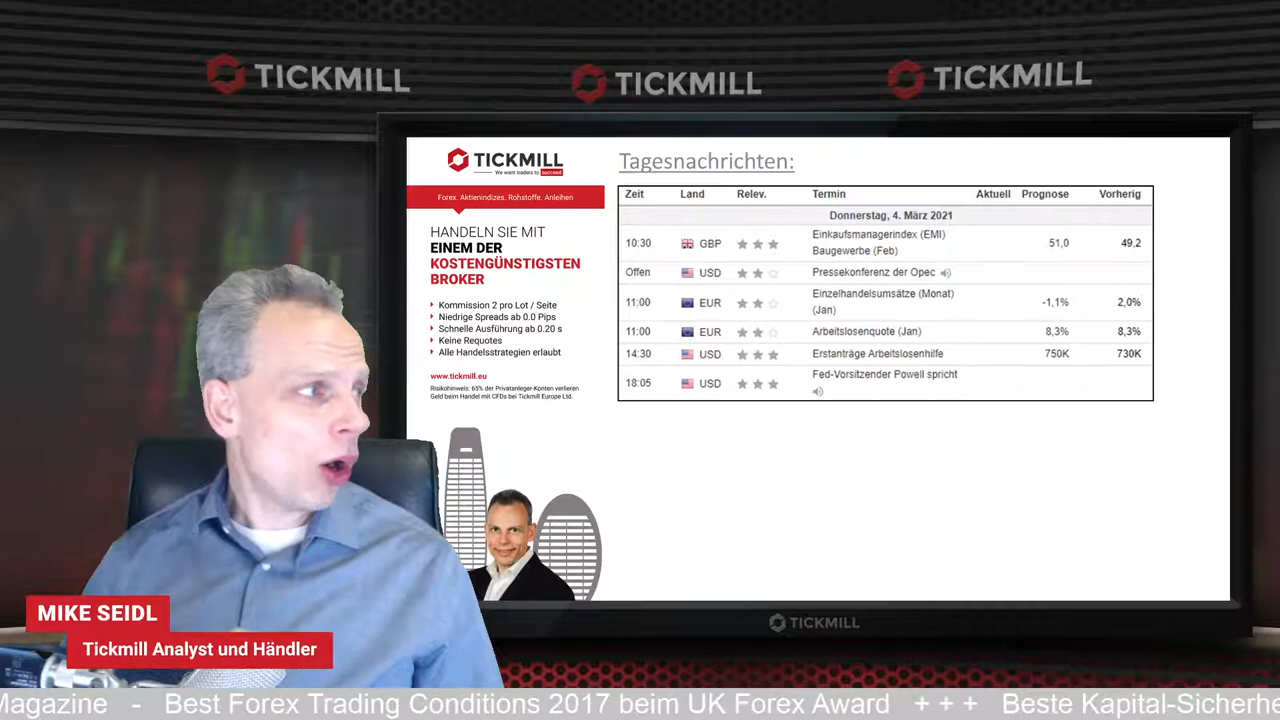 TICKMILL
TICKMILL
TICKMILL
TICKMILL
We want traders to succeed
Forex. Aktienindizes. Rohstoffe. Anleihen
HANDELN SIE MIT
EINEM DER
KOSTENGÜNSTIGSTEN
BROKER
Kommission 2 pro Lot / Seite
Niedrige Spreads ab 0.0 Pips
Schnelle Ausführung ab 0.20 s
Keine Requotes
Alle Handelsstrategien erlaubt
www.tickmill.eu
Risikohinweis: 65% der Privatanleger-Konten verlieren
Geld beim Handel mit CFDs bei Tickmill Europe Ltd.
Tagesnachrichten:
Zeit Land Relev. Termin Aktuell Prognose Vorherig
Donnerstag, 4. März 2021
10:30 GBP Einkaufsmanagerindex (EMI) Baugewerbe (Feb) 51,0 49,2
Offen USD Pressekonferenz der Opec
11:00 EUR Einzelhandelsumsätze (Monat) (Jan) -1,1% 2,0%
11:00 EUR Arbeitslosenquote (Jan) 8,3% 8,3%
14:30 USD Erstanträge Arbeitslosenhilfe 750K 730K
18:05 USD Fed-Vorsitzender Powell spricht
TICKMILL
MIKE SEIDL
Tickmill Analyst und Händler
Magazine - Best Forex Trading Conditions 2017 beim UK Forex Award +++ Beste Kapital-Sicherhe